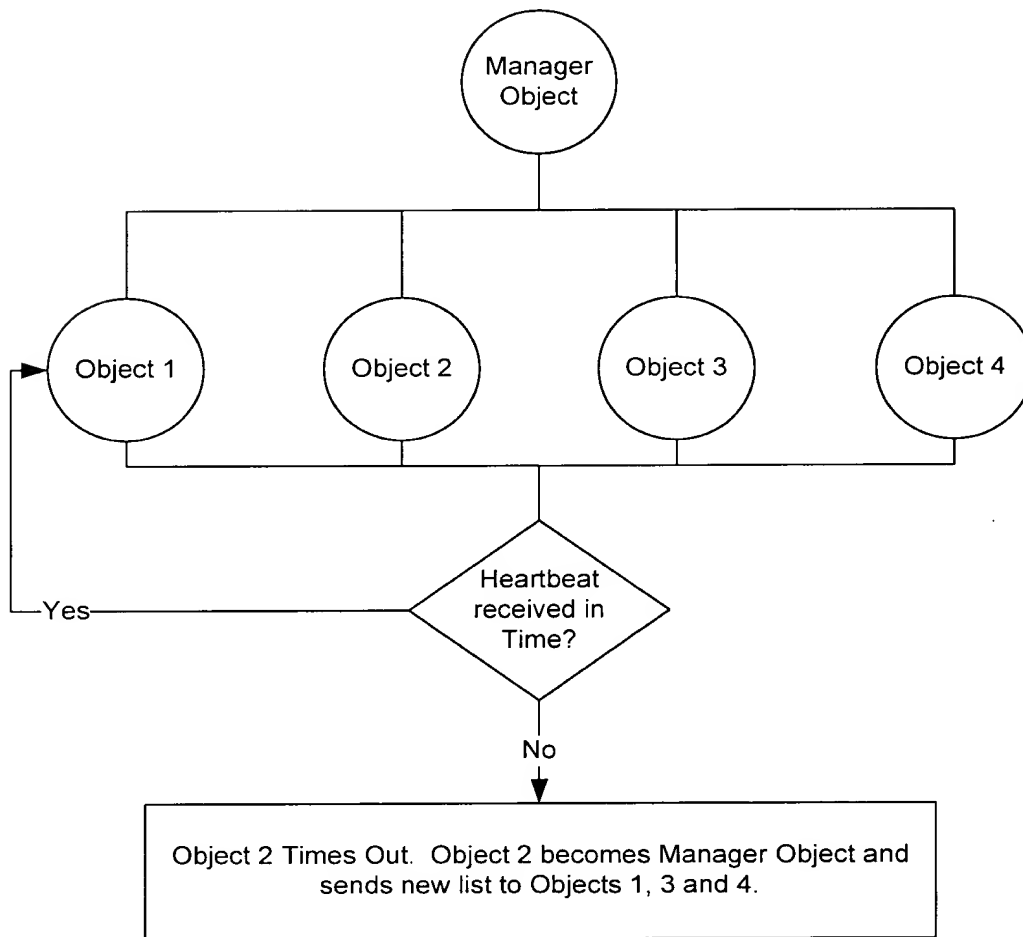 Manager
Object
Object 1
Object 2
Object 3
Object 4
Heartbeat
received in
Time?
Yes
No
Object 2 Times Out. Object 2 becomes Manager Object and
sends new list to Objects 1, 3 and 4.